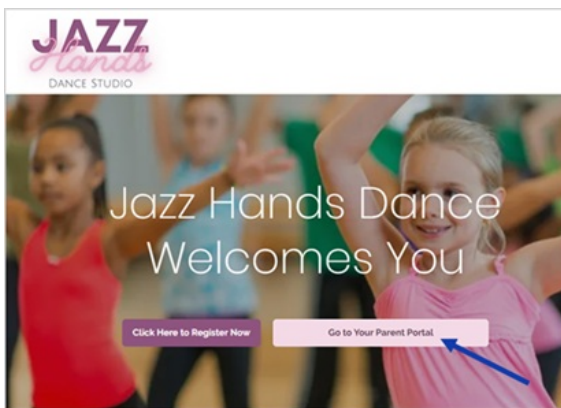 JAZZ
Hands
DANCE STUDIO
Jazz Hands Dance
Welcomes You
Click Here to Register Now
Go to Your Parent Portal